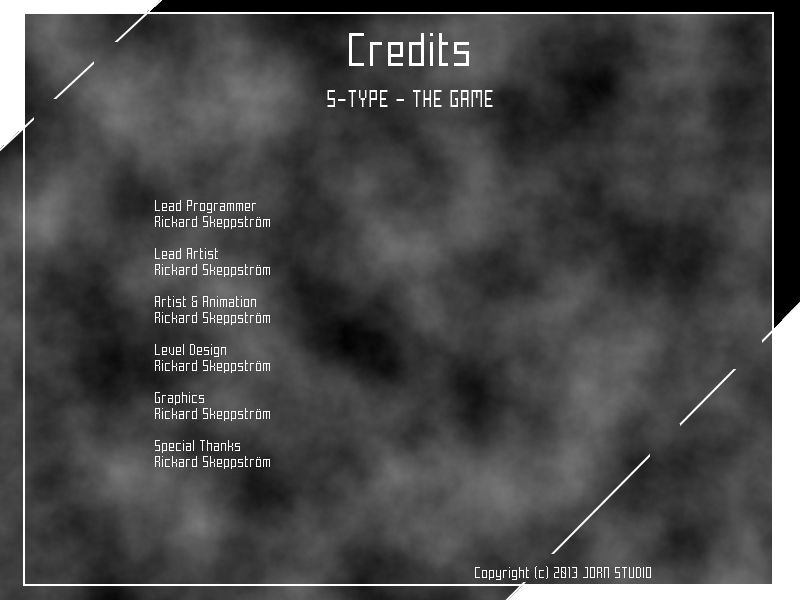 Credits
S-TYPE - THE GAME
Lead Programmer
Rickard Skeppström
Lead Artist
Rickard Skeppström
Artist & Animation
Rickard Skeppström
Level Design
Rickard Skeppström
Graphics
Rickard Skeppström
Special Thanks
Rickard Skeppström
Copyright (c) 2013 JORN STUDIO